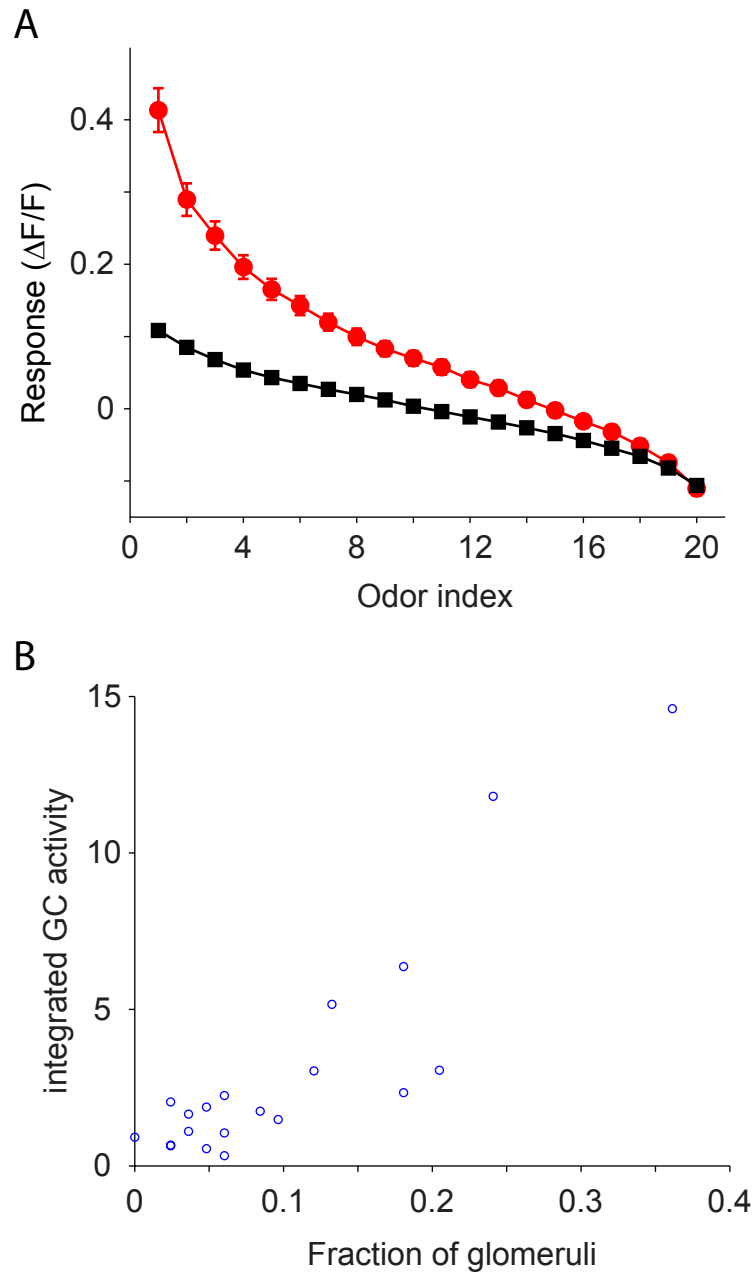 A
Response (ΔF/F)
0.4
0.2
0
0 4 8 12 16 20
Odor index
B
integrated GC activity
15
10
5
0
0 0.1 0.2 0.3 0.4
Fraction of glomeruli